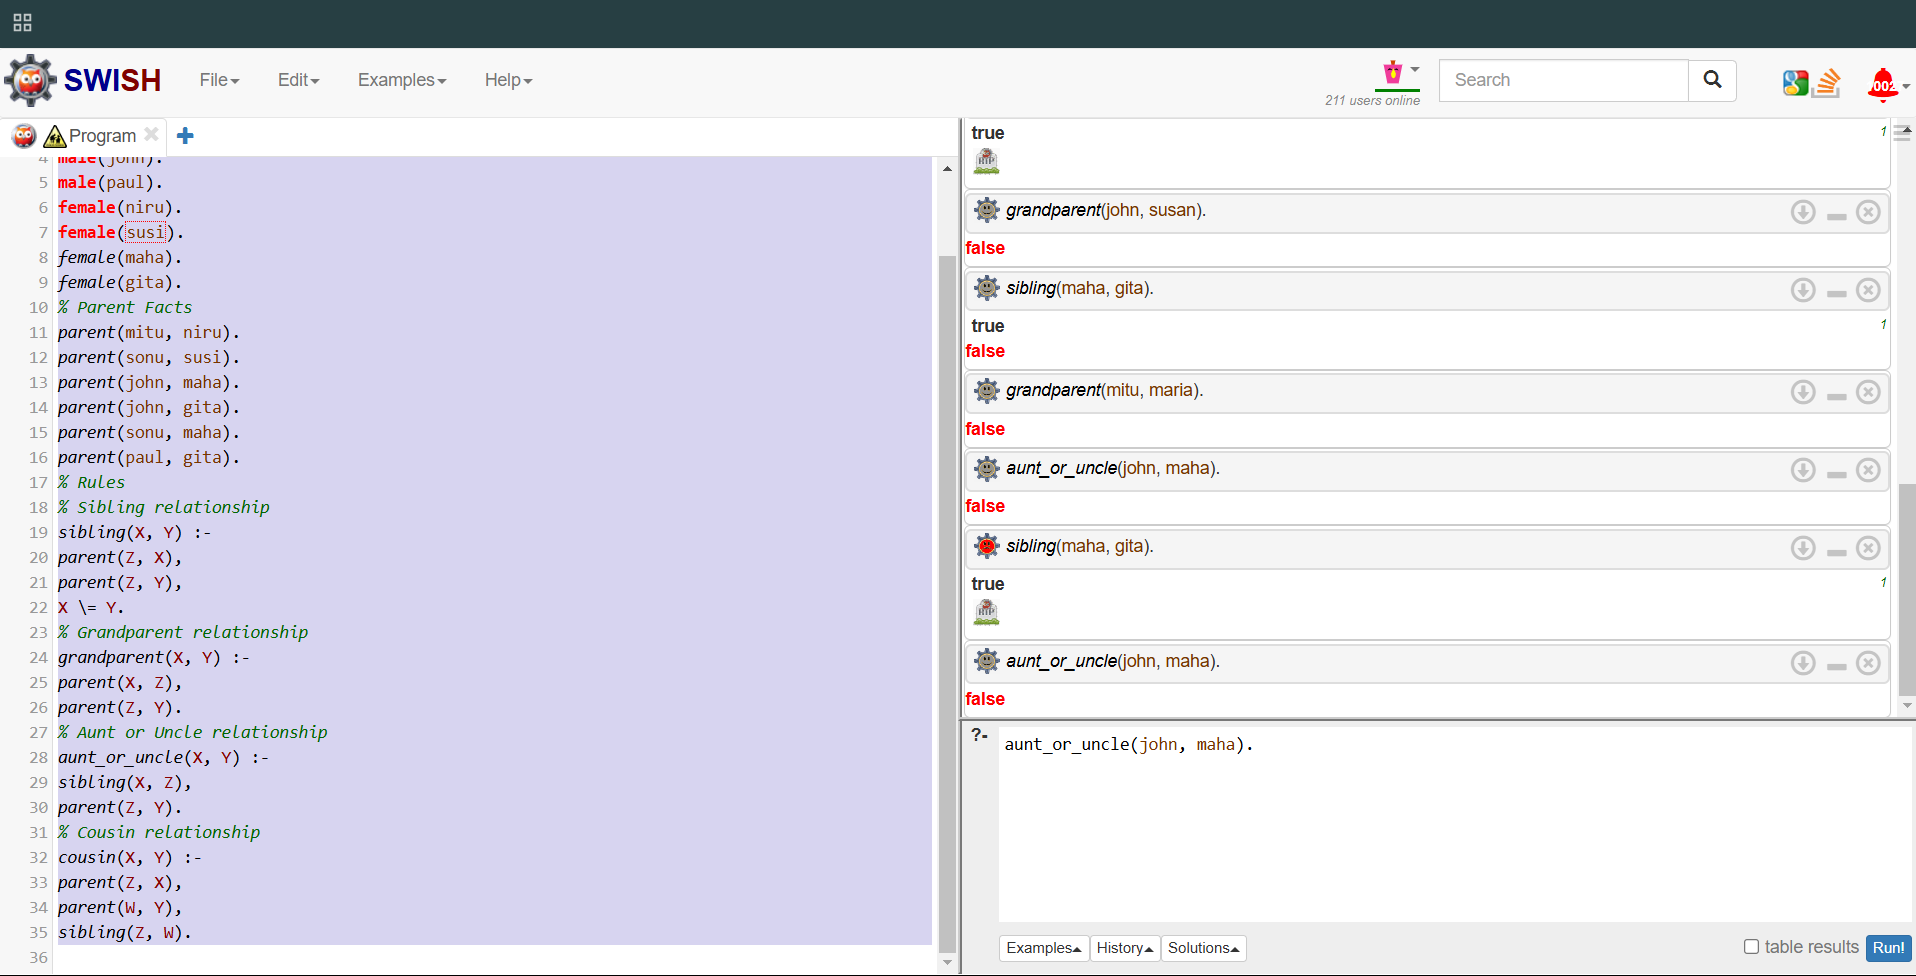 SWISH File Edit Examples Help
211 users online
Search
Program
4 male(john).
5 male(paul).
6 female(niru).
7 female(susi).
8 female(maha).
9 female(gita).
10 % Parent Facts
11 parent(mitu, niru).
12 parent(sonu, susi).
13 parent(john, maha).
14 parent(john, gita).
15 parent(sonu, maha).
16 parent(paul, gita).
17 % Rules
18 % Sibling relationship
19 sibling(X, Y) :-
20 parent(Z, X),
21 parent(Z, Y),
22 X \= Y.
23 % Grandparent relationship
24 grandparent(X, Y) :-
25 parent(X, Z),
26 parent(Z, Y).
27 % Aunt or Uncle relationship
28 aunt_or_uncle(X, Y) :-
29 sibling(X, Z),
30 parent(Z, Y).
31 % Cousin relationship
32 cousin(X, Y) :-
33 parent(Z, X),
34 parent(W, Y),
35 sibling(Z, W).
36
true 1
RIP
grandparent(john, susan).
false
sibling(maha, gita).
true 1
false
grandparent(mitu, maria).
false
aunt_or_uncle(john, maha).
false
sibling(maha, gita).
true 1
RIP
aunt_or_uncle(john, maha).
false
?- aunt_or_uncle(john, maha).
Examples History Solutions table results Run!